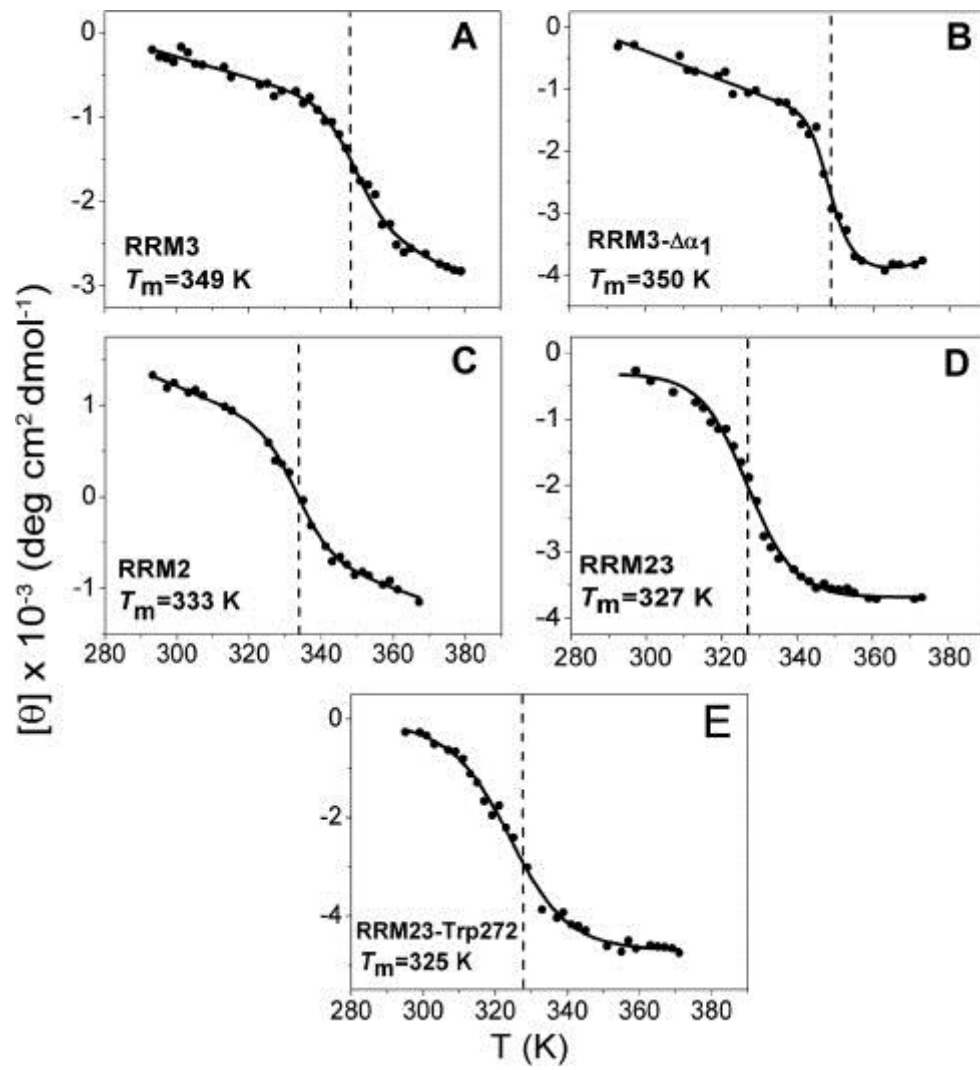 A
0
-1
-2
-3
RRM3
Tm=349 K
B
0
-1
-2
-3
-4
RRM3-Δα1
Tm=350 K
C
1
0
-1
RRM2
Tm=333 K
280 300 320 340 360 380
D
0
-1
-2
-3
-4
RRM23
Tm=327 K
280 300 320 340 360 380
E
0
-2
-4
RRM23-Trp272
Tm=325 K
280 300 320 340 360 380
[θ] x 10⁻³ (deg cm² dmol⁻¹)
T (K)